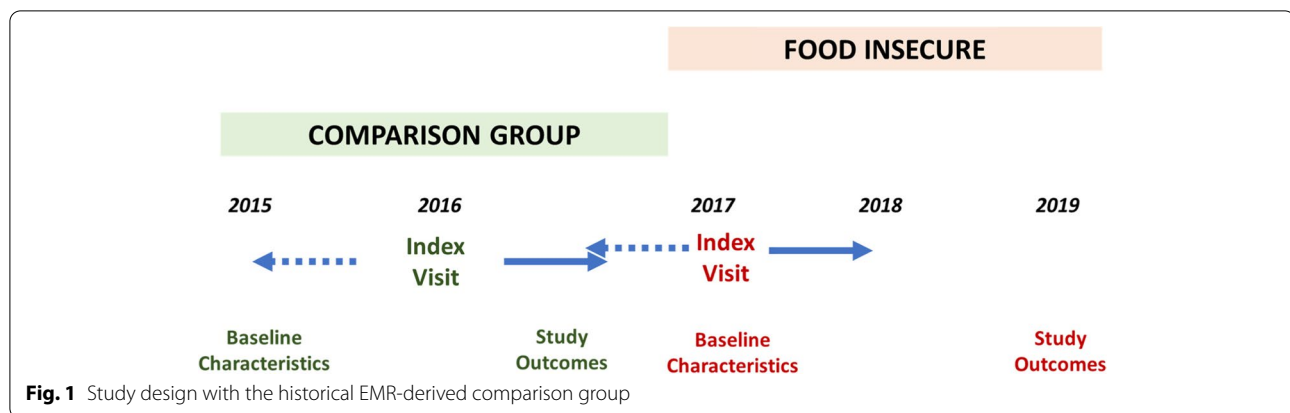 FOOD INSECURE
COMPARISON GROUP
2015 2016 2017 2018 2019
Index Visit
Index Visit
Baseline Characteristics
Study Outcomes
Baseline Characteristics
Study Outcomes
Fig. 1 Study design with the historical EMR-derived comparison group